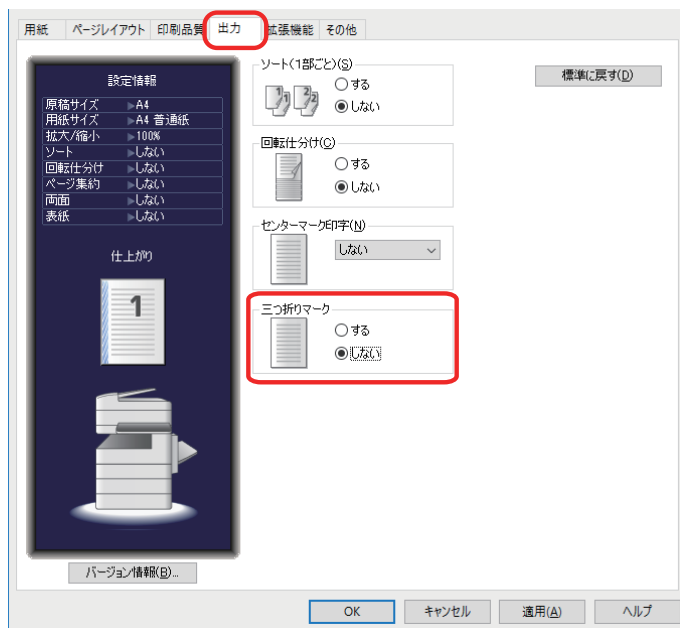 用紙 ページレイアウト 印刷品質 出力 拡張機能 その他
設定情報
原稿サイズ ▶A4
用紙サイズ ▶A4 普通紙
拡大/縮小 ▶100%
ソート ▶しない
回転仕分け ▶しない
ページ集約 ▶しない
両面 ▶しない
表紙 ▶しない
仕上がり
1
バージョン情報(B)...
ソート(1部ごと)(S)
1 1 2 2
する
しない
回転仕分け(C)
する
しない
センターマーク印字(N)
しない
三つ折りマーク
する
しない
標準に戻す(D)
OK キャンセル 適用(A) ヘルプ